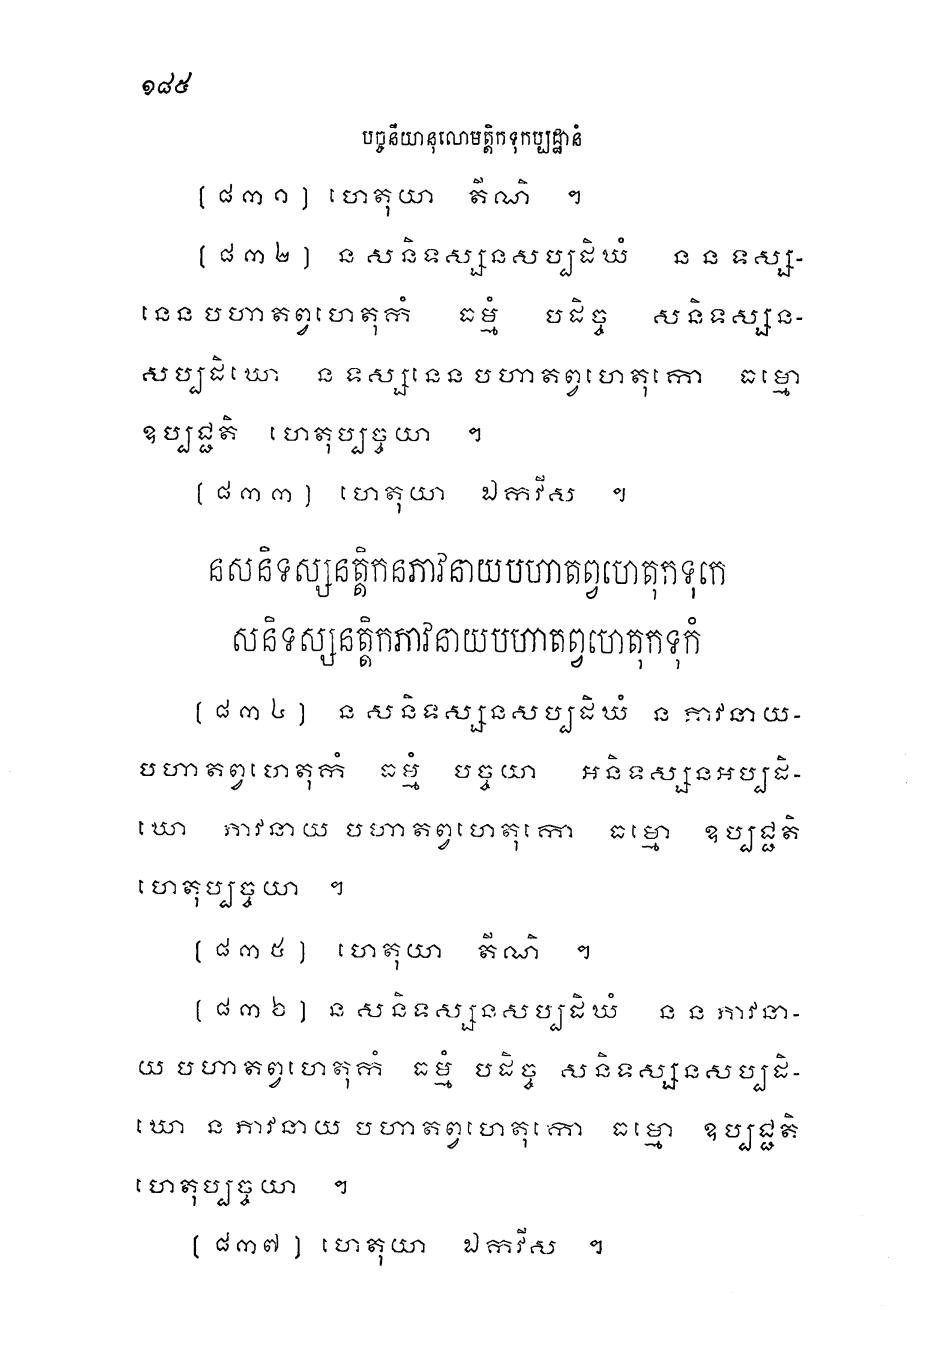 ១៨៥
បច្ចនីយានុលោមត្តិកទុកប្បដ្ឋានំ
(៨៣១) ហេតុយា តីណិ ។
(៨៣២) ន សនិទស្សនសប្បដិឃំ ន ន ទស្ស-
នេន បហាតព្វហេតុកំ ធម្មំ បដិច្ច សនិទស្សន-
សប្បដិឃោ ន ទស្សនេន បហាតព្វហេតុកោ ធម្មោ
ឧប្បជ្ជតិ ហេតុប្បច្ចយា ។
(៨៣៣) ហេតុយា ឯកវីស ។
នសនិទស្សនត្តិកនភាវនាយបហាតព្វហេតុកទុកេ
សនិទស្សនត្តិកភាវនាយបហាតព្វហេតុកទុកំ
(៨៣៤) ន សនិទស្សនសប្បដិឃំ ន ភាវនាយ-
បហាតព្វហេតុកំ ធម្មំ បច្ចយា អនិទស្សនអប្បដិ-
ឃោ ភាវនាយ បហាតព្វហេតុកោ ធម្មោ ឧប្បជ្ជតិ
ហេតុប្បច្ចយា ។
(៨៣៥) ហេតុយា តីណិ ។
(៨៣៦) ន សនិទស្សនសប្បដិឃំ ន ន ភាវនា-
យ បហាតព្វហេតុកំ ធម្មំ បដិច្ច សនិទស្សនសប្បដិ-
ឃោ ន ភាវនាយ បហាតព្វហេតុកោ ធម្មោ ឧប្បជ្ជតិ
ហេតុប្បច្ចយា ។
(៨៣៧) ហេតុយា ឯកវីស ។